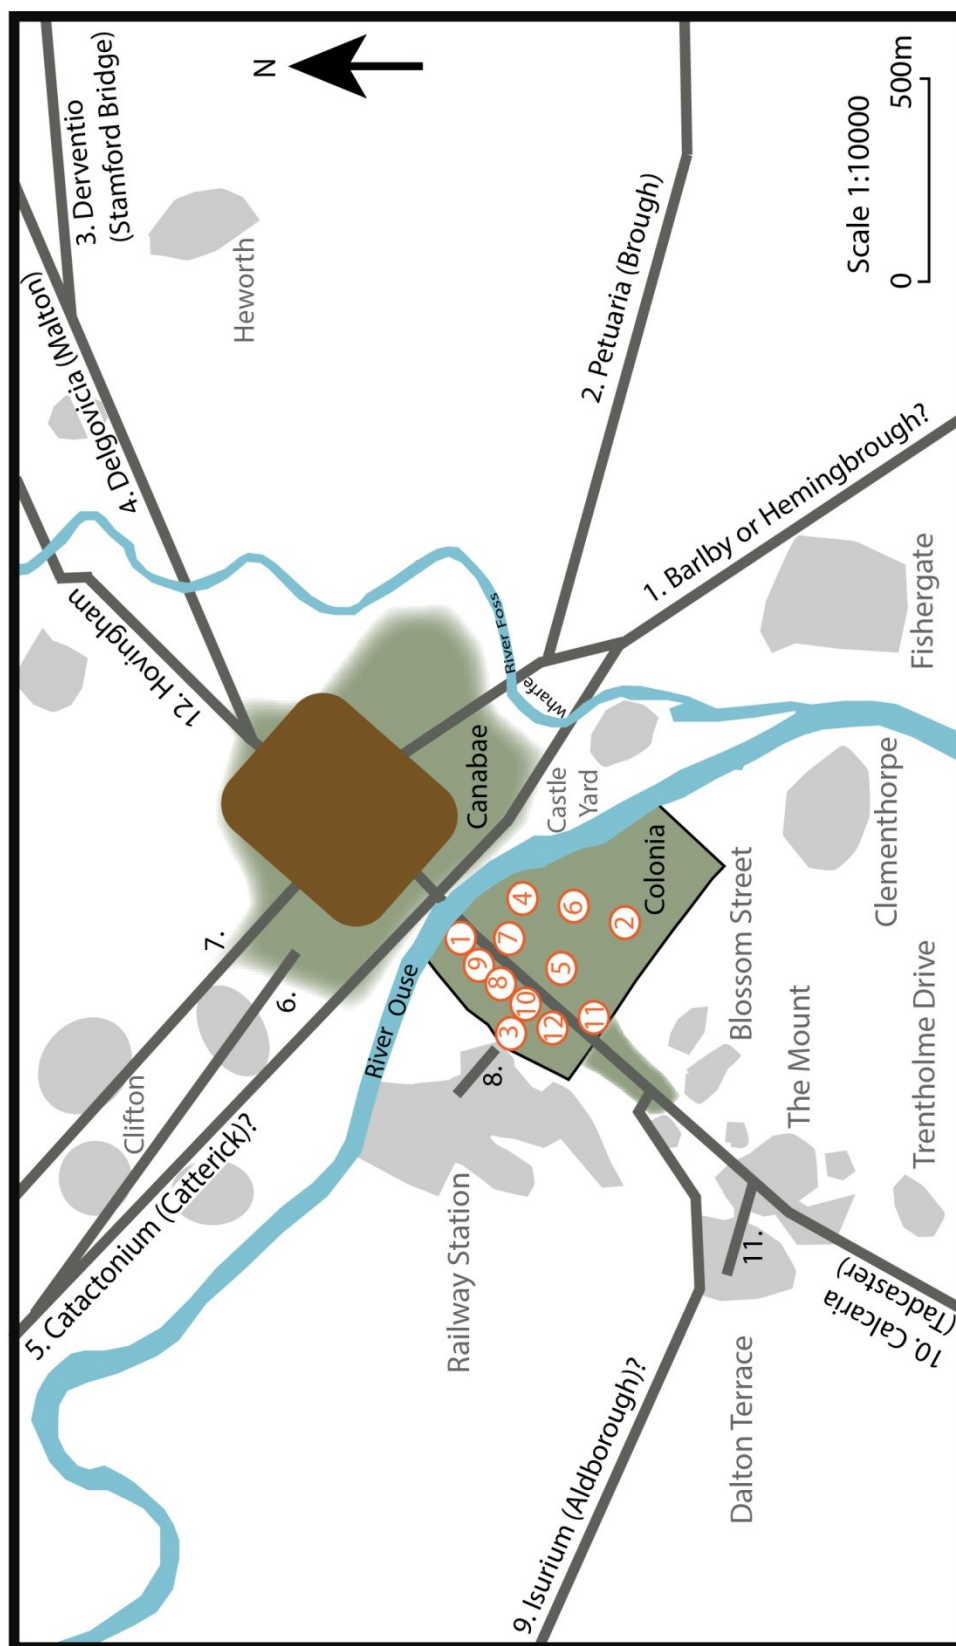 5. Catactonium (Catterick)?
Clifton
7.
6.
12. Hovingham
4. Delgovicia (Malton)
3. Derventio
(Stamford Bridge)
N
Heworth
River Ouse
Canabae
River Foss
Wharfe
2. Petuaria (Brough)
1. Barlby or Hemingbrough?
Castle
Yard
Railway Station
8.
1
9
8
7
4
10
3
12
5
6
11
2
Colonia
9. Isurium (Aldborough)?
Dalton Terrace
11.
10. Calcaria
(Tadcaster)
The Mount
Blossom Street
Trentholme Drive
Clementhorpe
Fishergate
Scale 1:10000
0
500m